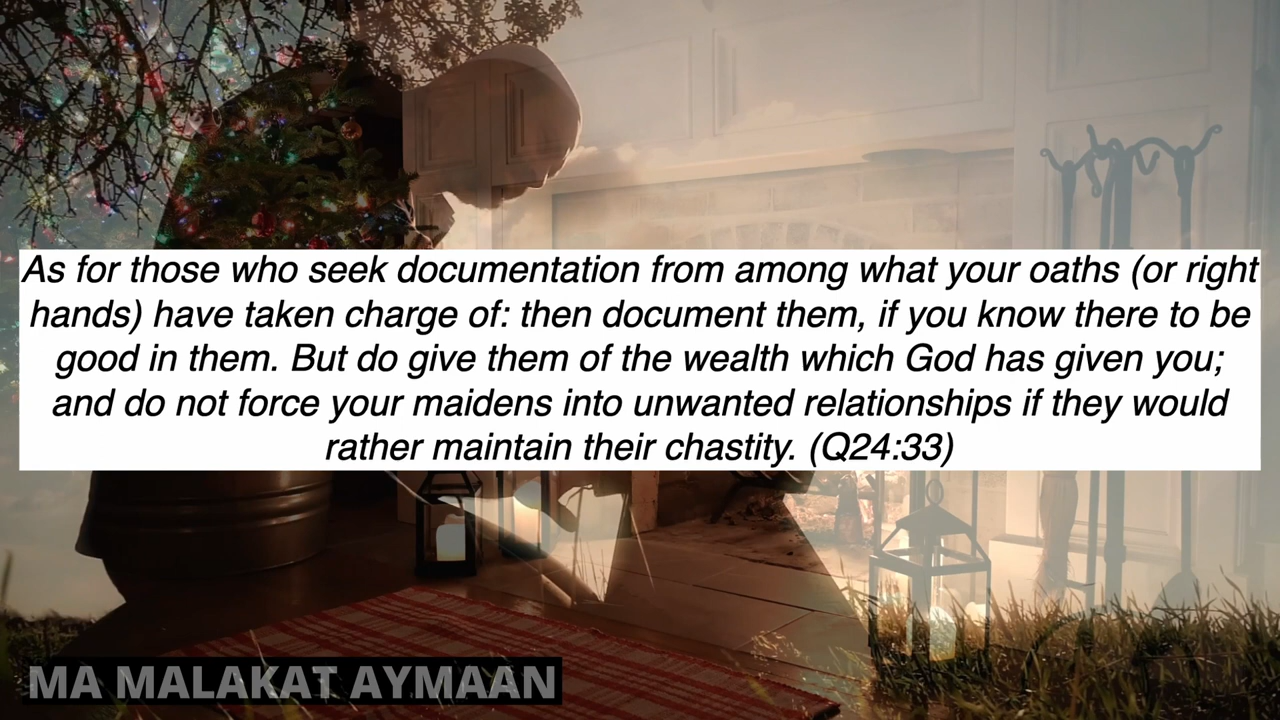 As for those who seek documentation from among what your oaths (or right
hands) have taken charge of: then document them, if you know there to be
good in them. But do give them of the wealth which God has given you;
and do not force your maidens into unwanted relationships if they would
rather maintain their chastity. (Q24:33)
MA MALAKAT AYMAAN